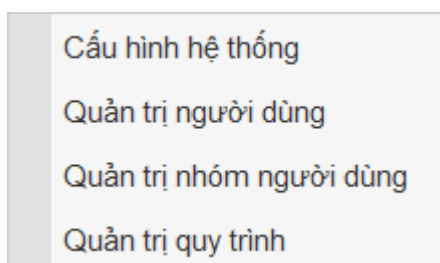 Cấu hình hệ thống
Quản trị người dùng
Quản trị nhóm người dùng
Quản trị quy trình